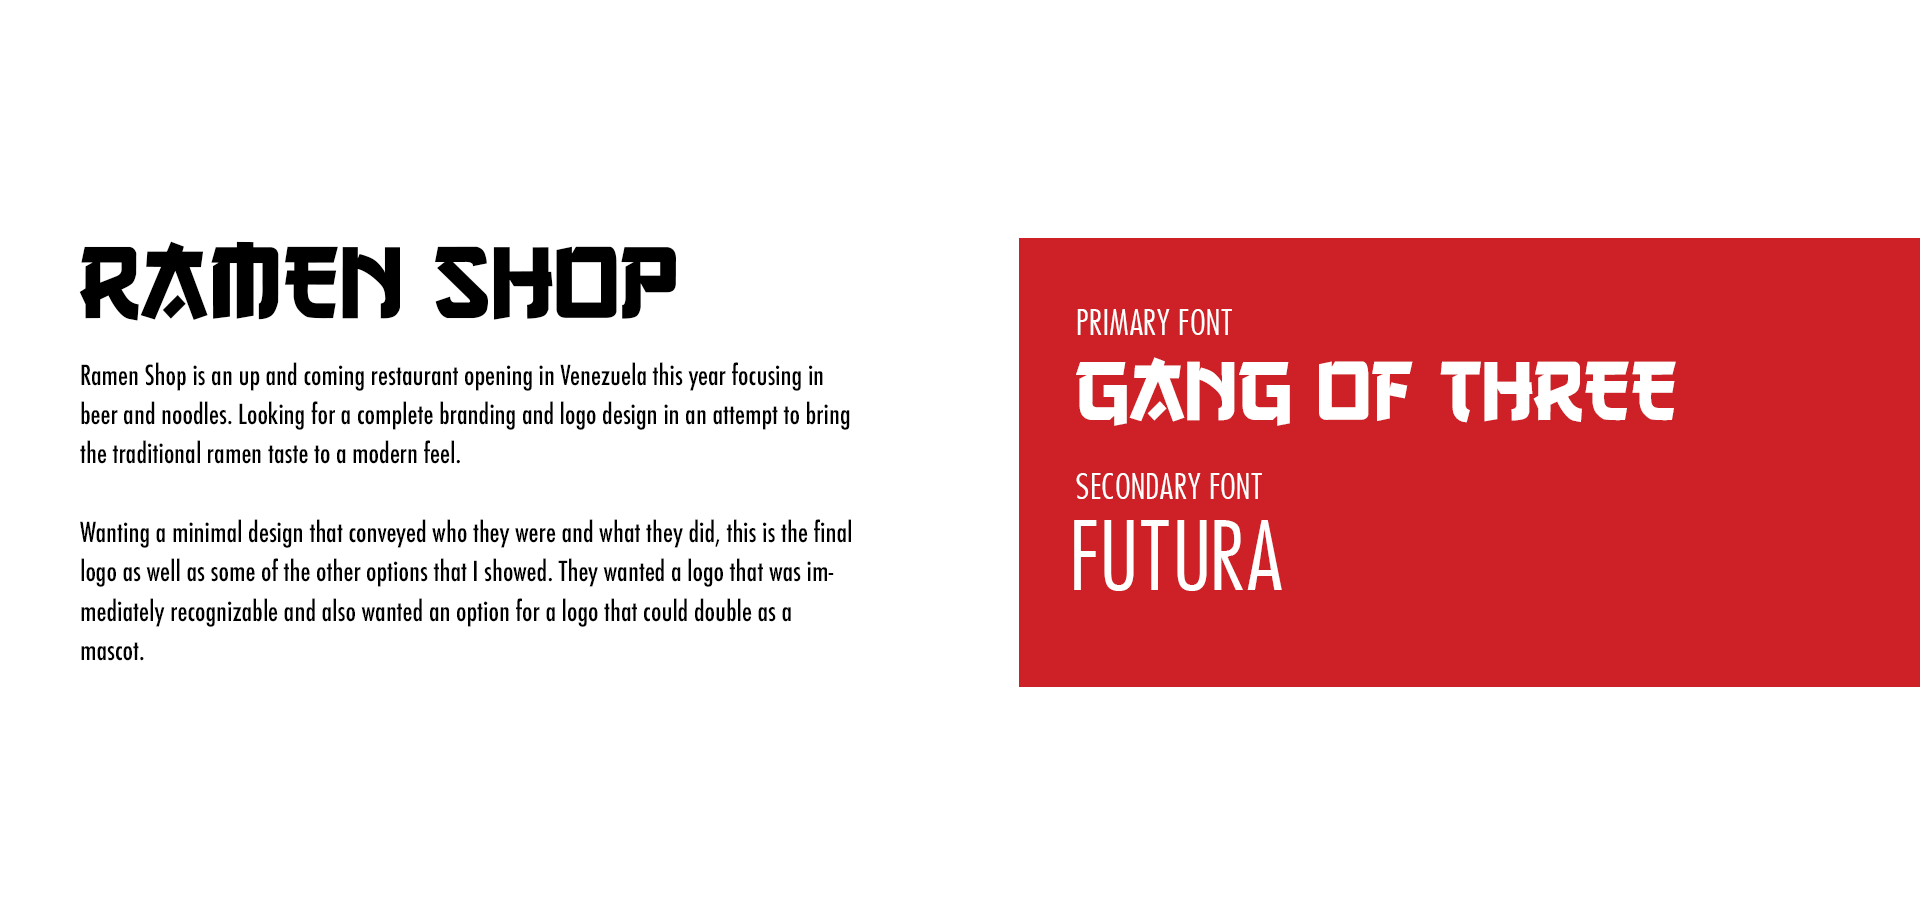 RAMEN SHOP
Ramen Shop is an up and coming restaurant opening in Venezuela this year focusing in
beer and noodles. Looking for a complete branding and logo design in an attempt to bring
the traditional ramen taste to a modern feel.
Wanting a minimal design that conveyed who they were and what they did, this is the final
logo as well as some of the other options that I showed. They wanted a logo that was im-
mediately recognizable and also wanted an option for a logo that could double as a
mascot.
PRIMARY FONT
GANG OF THREE
SECONDARY FONT
FUTURA